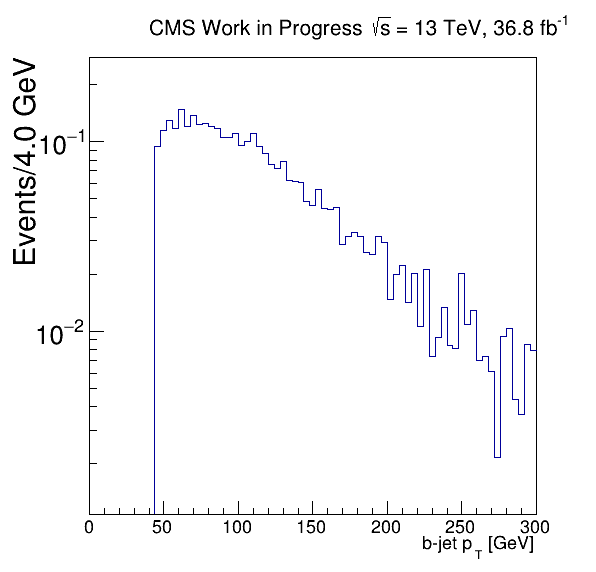 CMS Work in Progress √s = 13 TeV, 36.8 fb⁻¹
Events/4.0 GeV
10⁻¹
10⁻²
0 50 100 150 200 250 300
b-jet p_T [GeV]